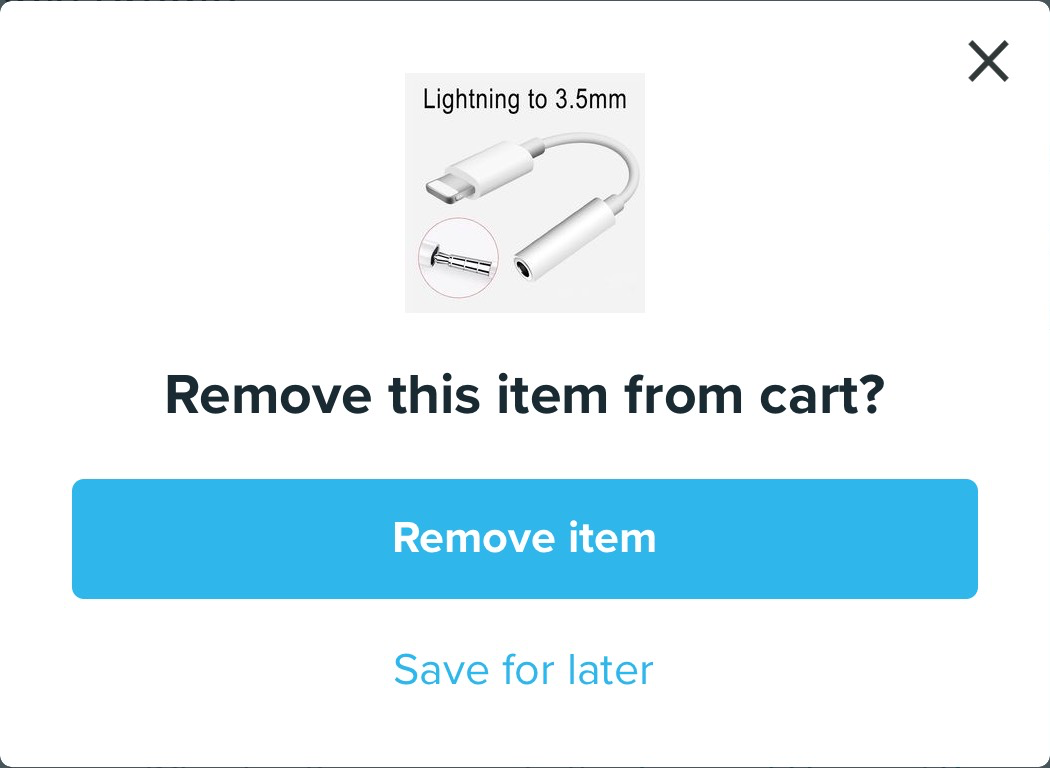 Lightning to 3.5mm
Remove this item from cart?
Remove item
Save for later